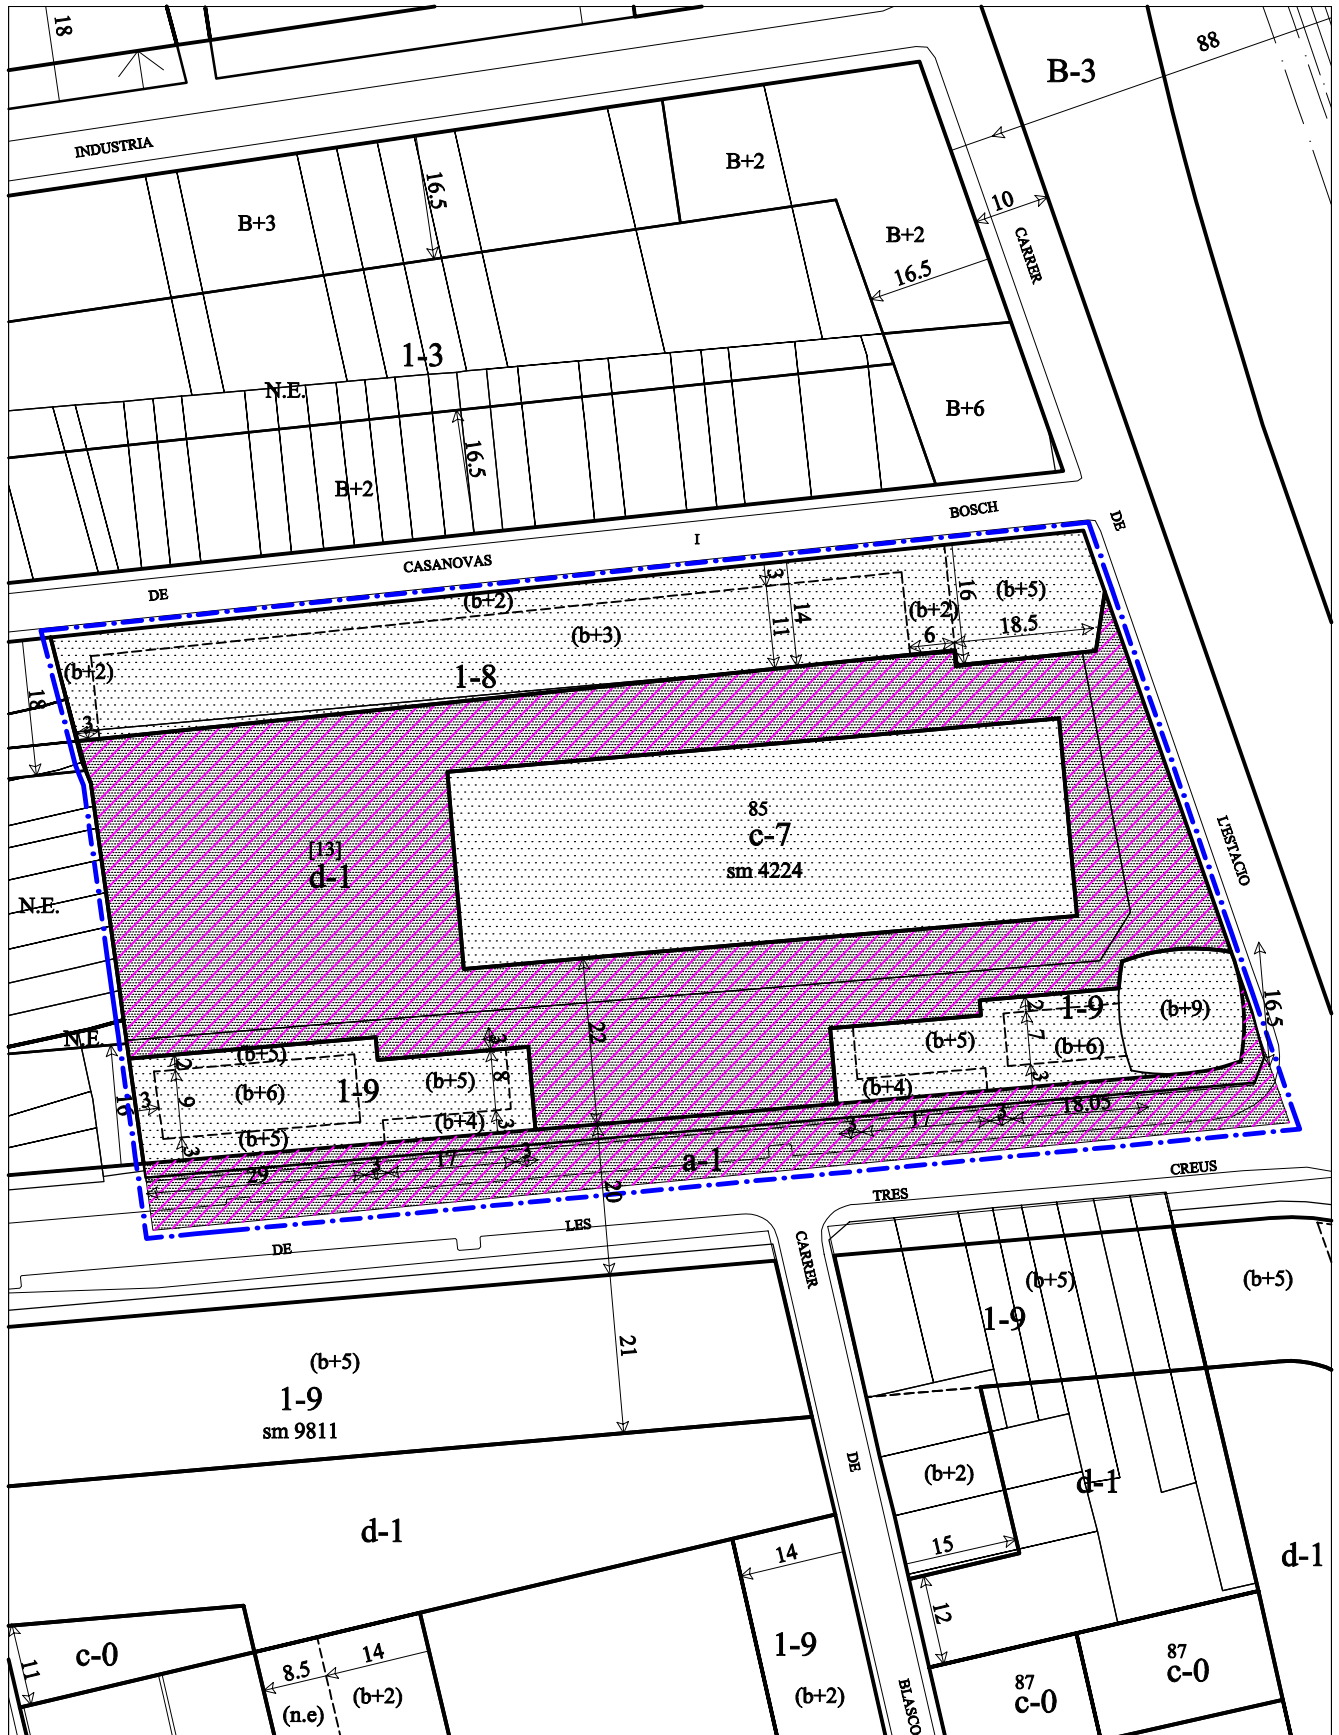 18
88
B-3
INDUSTRIA
B+2
16.5
B+3
10
B+2
CARRER
16.5
1-3
N.E.
B+6
16.5
B+2
BOSCH
DE
I
CASANOVAS
DE
3
16
(b+2)
(b+5)
14
(b+2)
(b+3)
11
18.5
6
(b+2)
1-8
18
3
85
c-7
[13]
sm 4224
d-1
L'ESTACIO
N.E.
1-9
(b+9)
16.5
2
22
N.E.
3
7
(b+5)
(b+6)
(b+5)
2
8
(b+5)
1-9
(b+6)
3
(b+4)
3
16
9
(b+4)
3
18.05
(b+5)
3
17
3
3
3
17
3
a-1
29
20
CREUS
TRES
LES
DE
CARRER
(b+5)
(b+5)
1-9
21
(b+5)
1-9
sm 9811
DE
(b+2)
d-1
d-1
15
14
d-1
12
c-0
11
14
8.5
1-9
87
c-0
87
c-0
(b+2)
(b+2)
(n.e)
BLASCO